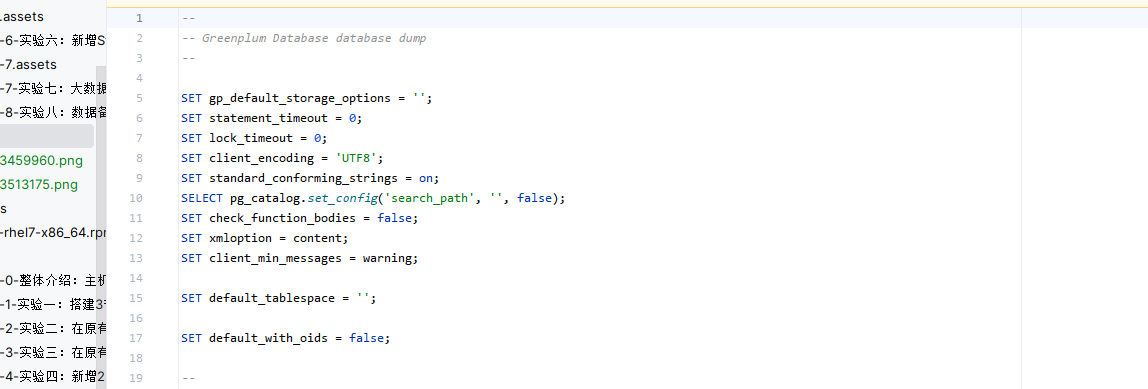 .assets
-6-实验六：新增S
-7.assets
-7-实验七：大数据
-8-实验八：数据备
3459960.png
3513175.png
s
-rhel7-x86_64.rpm
-0-整体介绍：主机
-1-实验一：搭建3
-2-实验二：在原有
-3-实验三：在原有
-4-实验四：新增2
1 --
2 -- Greenplum Database database dump
3 --
4
5 SET gp_default_storage_options = '';
6 SET statement_timeout = 0;
7 SET lock_timeout = 0;
8 SET client_encoding = 'UTF8';
9 SET standard_conforming_strings = on;
10 SELECT pg_catalog.set_config('search_path', '', false);
11 SET check_function_bodies = false;
12 SET xmloption = content;
13 SET client_min_messages = warning;
14
15 SET default_tablespace = '';
16
17 SET default_with_oids = false;
18
19 --